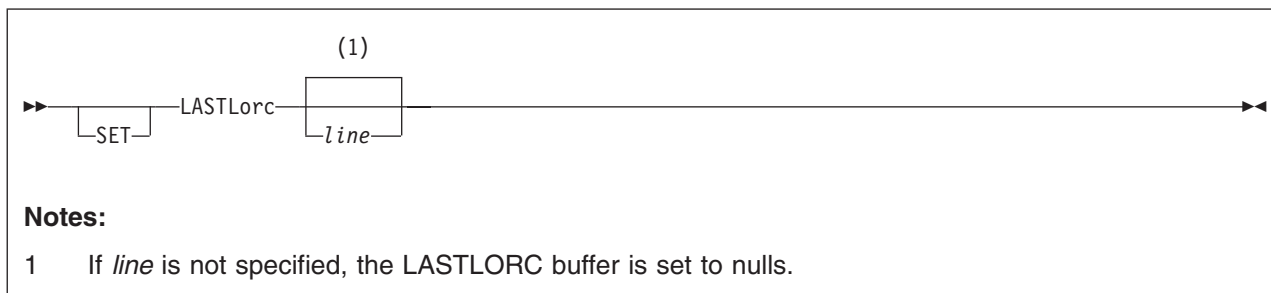 (1)
LASTLorc
SET
line
Notes:
1 If line is not specified, the LASTLORC buffer is set to nulls.